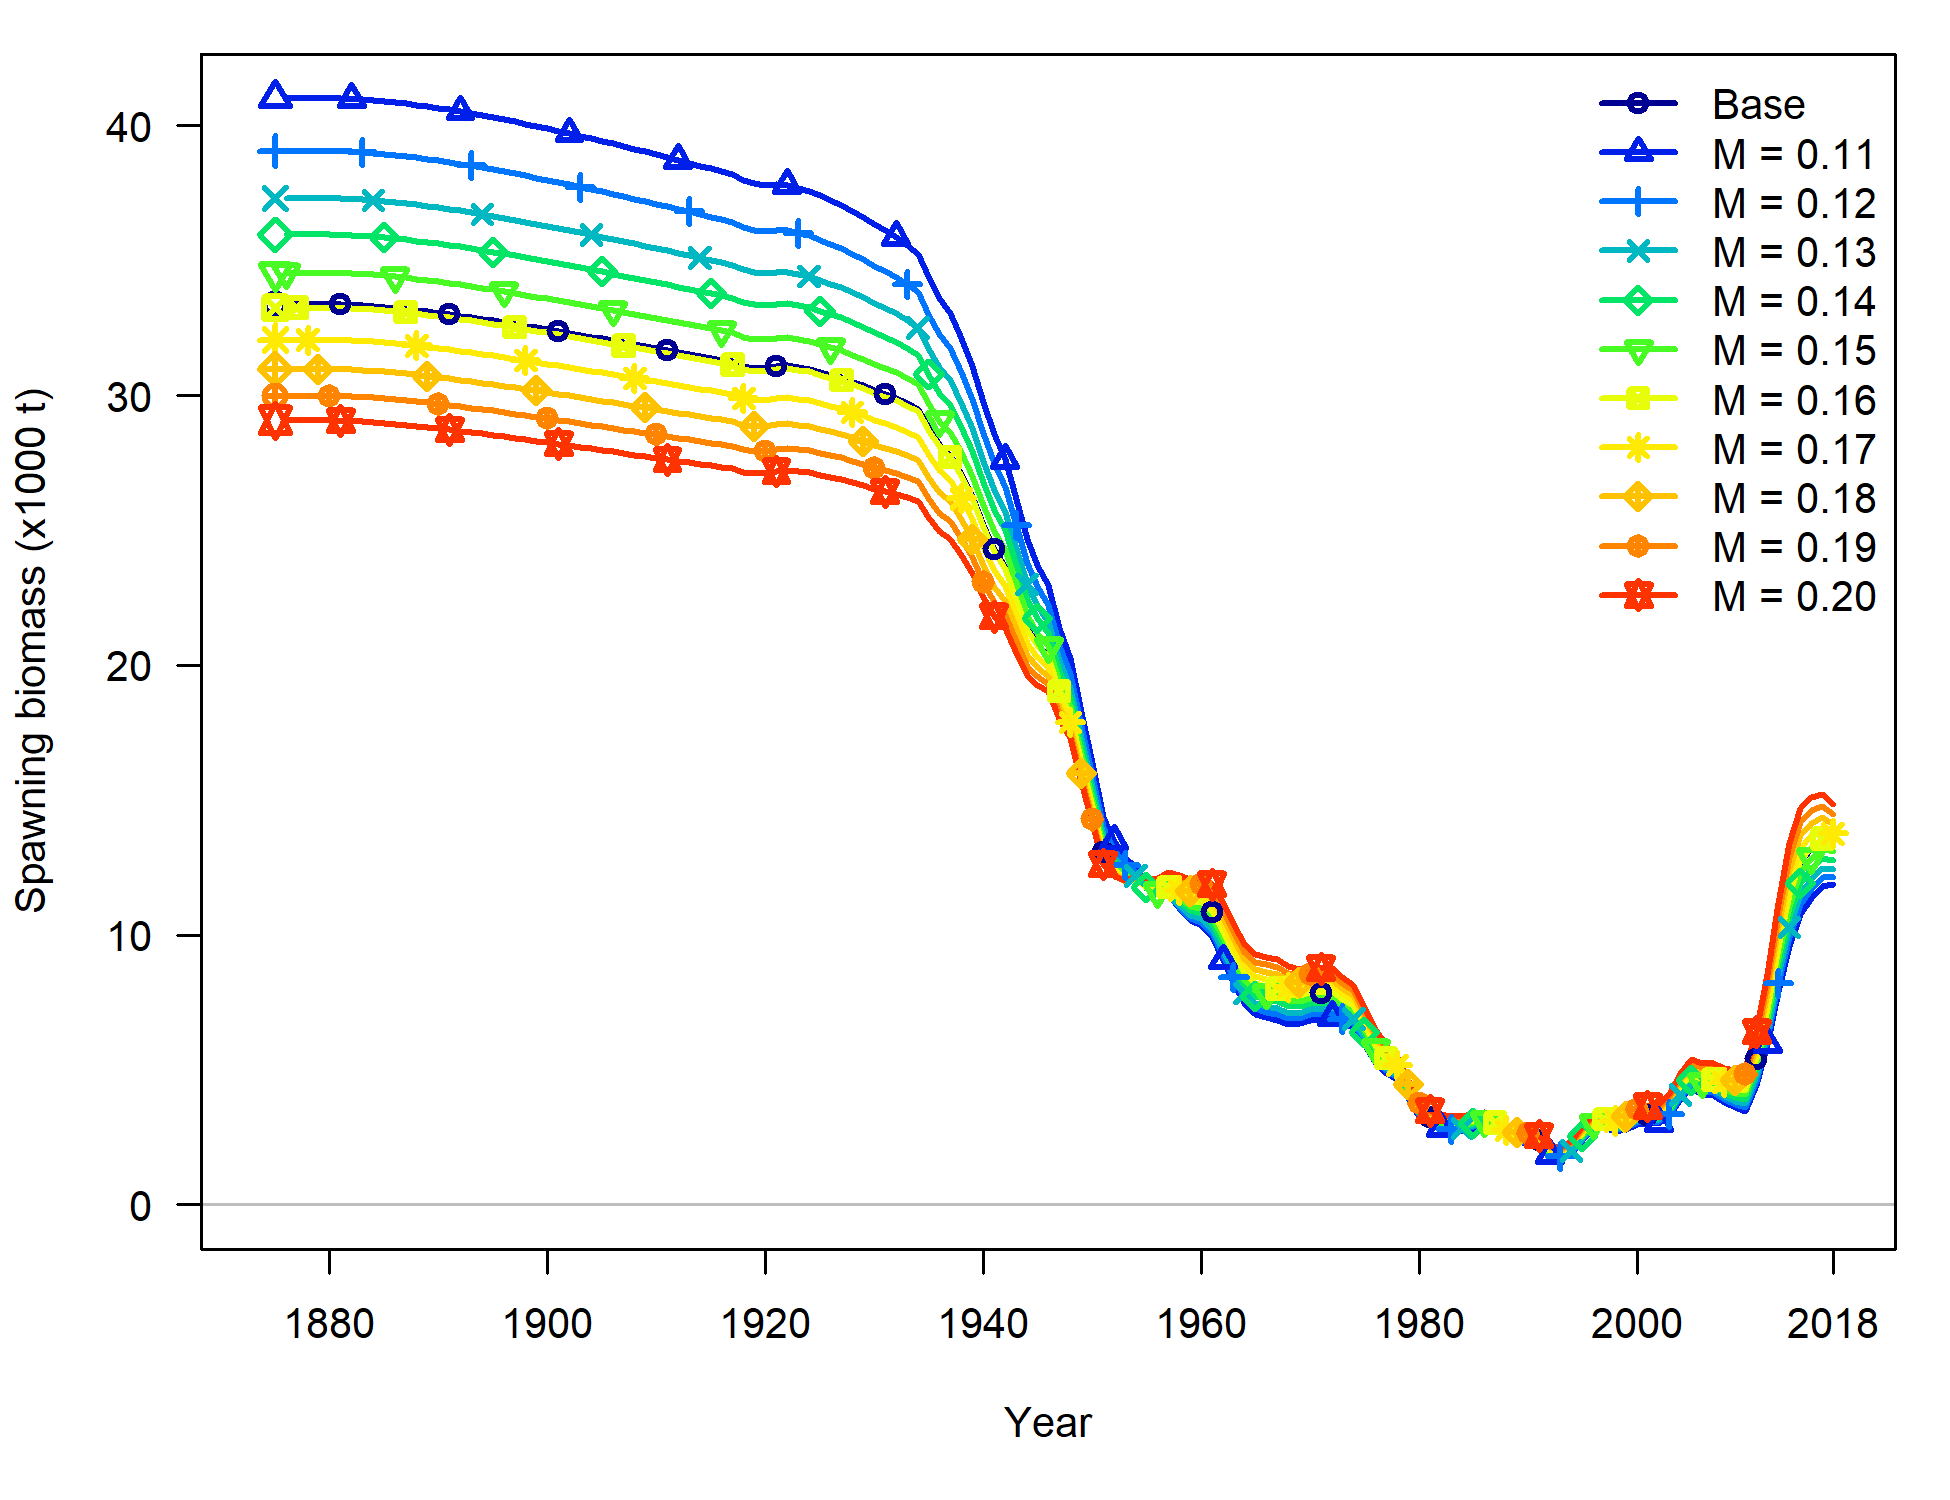 Base
M = 0.11
M = 0.12
M = 0.13
M = 0.14
M = 0.15
M = 0.16
M = 0.17
M = 0.18
M = 0.19
M = 0.20
Spawning biomass (x1000 t)
40
30
20
10
0
1880 1900 1920 1940 1960 1980 2000 2018
Year